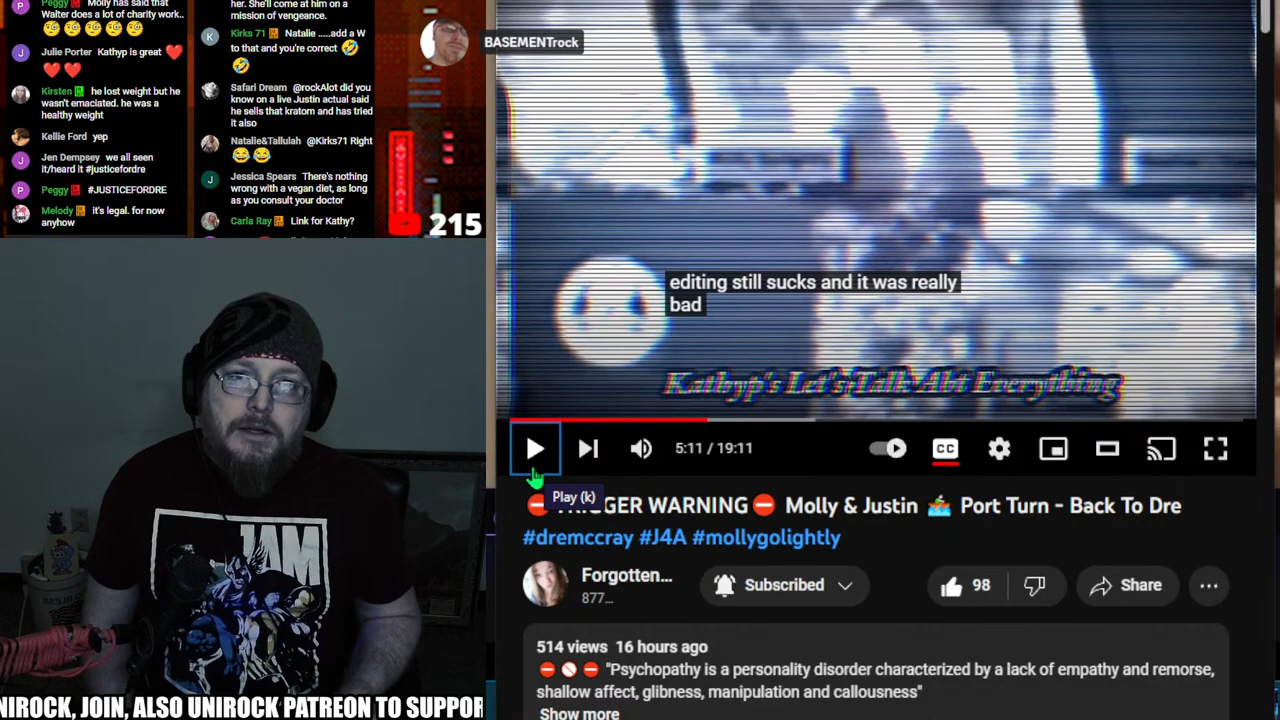 Peggy Molly has said that
Walter does a lot of charity work..
Julie Porter Kathyp is great
Kirsten he lost weight but he
wasn't emaciated. he was a
healthy weight
Kellie Ford yep
Jen Dempsey we all seen
it/heard it #justicefordre
Peggy #JUSTICEFORDRE
Melody it's legal. for now
anyhow
her. She'll come at him on a
mission of vengeance.
Kirks 71 Natalie .....add a W
to that and you're correct
Safari Dream @rockAlot did you
know on a live Justin actual said
he sells that kratom and has tried
it also
Natalie&Tallulah @Kirks71 Right
Jessica Spears There's nothing
wrong with a vegan diet, as long
as you consult your doctor
Carla Ray Link for Kathy?
215
BASEMENTrock
editing still sucks and it was really
bad
Kathyp's Let's Talk Abt Everything
5:11 / 19:11
CC
Play (k)
TRIGGER WARNING Molly & Justin Port Turn - Back To Dre
#dremccray #J4A #mollygolightly
Forgotten...
877...
Subscribed
98
Share
514 views 16 hours ago
"Psychopathy is a personality disorder characterized by a lack of empathy and remorse,
shallow affect, glibness, manipulation and callousness"
Show more
JAM
NIROCK, JOIN, ALSO UNIROCK PATREON TO SUPPOR